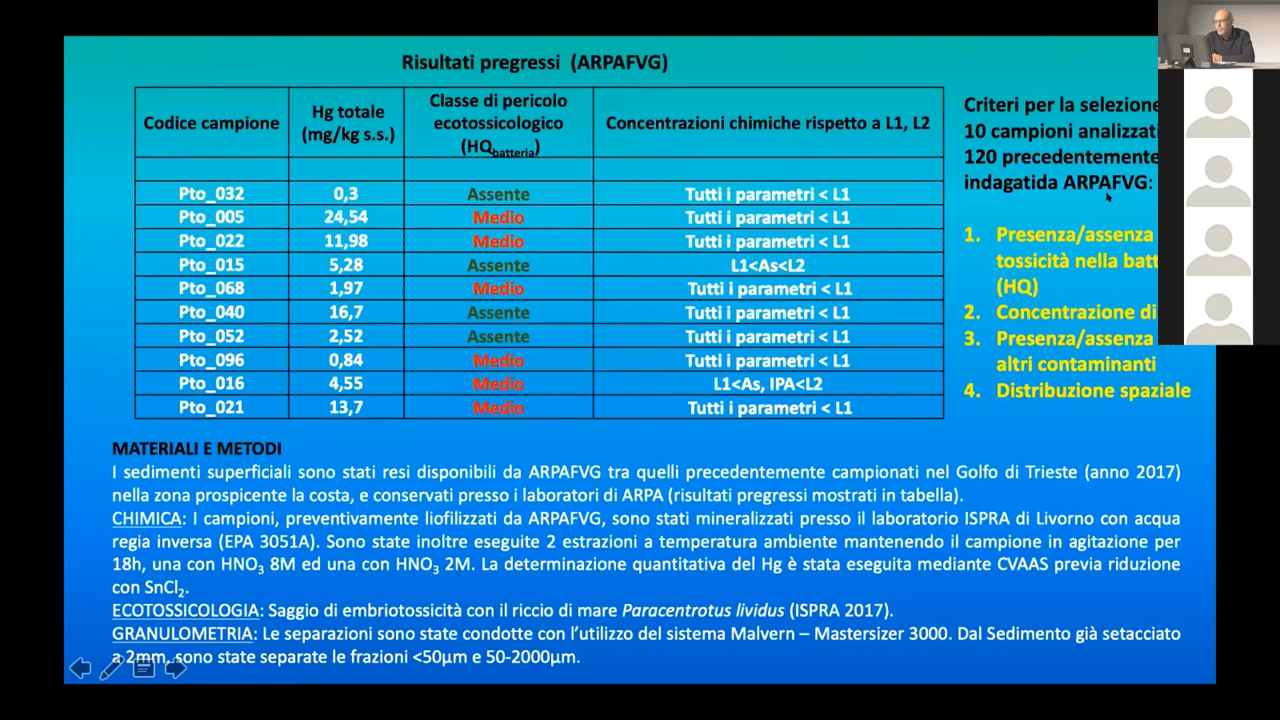 Risultati pregressi (ARPAFVG)
Codice campione | Hg totale (mg/kg s.s.) | Classe di pericolo ecotossicologico (HQbatteria) | Concentrazioni chimiche rispetto a L1, L2
Pto_032 | 0,3 | Assente | Tutti i parametri < L1
Pto_005 | 24,54 | Medio | Tutti i parametri < L1
Pto_022 | 11,98 | Medio | Tutti i parametri < L1
Pto_015 | 5,28 | Assente | L1<As<L2
Pto_068 | 1,97 | Medio | Tutti i parametri < L1
Pto_040 | 16,7 | Assente | Tutti i parametri < L1
Pto_052 | 2,52 | Assente | Tutti i parametri < L1
Pto_096 | 0,84 | Medio | Tutti i parametri < L1
Pto_016 | 4,55 | Medio | L1<As, IPA<L2
Pto_021 | 13,7 | Medio | Tutti i parametri < L1
Criteri per la selezione
10 campioni
120 precedentemente
indagatida ARPAFVG:
1. Presenza/assenza
tossicità nella
(HQ)
2. Concentrazione di
3. Presenza/assenza
altri contaminanti
4. Distribuzione spaziale
MATERIALI E METODI
I sedimenti superficiali sono stati resi disponibili da ARPAFVG tra quelli precedentemente campionati nel Golfo di Trieste (anno 2017)
nella zona prospicente la costa, e conservati presso i laboratori di ARPA (risultati pregressi mostrati in tabella).
CHIMICA: I campioni, preventivamente liofilizzati da ARPAFVG, sono stati mineralizzati presso il laboratorio ISPRA di Livorno con acqua
regia inversa (EPA 3051A). Sono state inoltre eseguite 2 estrazioni a temperatura ambiente mantenendo il campione in agitazione per
18h, una con HNO3 8M ed una con HNO3 2M. La determinazione quantitativa del Hg è stata eseguita mediante CVAAS previa riduzione
con SnCl2.
ECOTOSSICOLOGIA: Saggio di embriotossicità con il riccio di mare Paracentrotus lividus (ISPRA 2017).
GRANULOMETRIA: Le separazioni sono state condotte con l'utilizzo del sistema Malvern – Mastersizer 3000. Dal Sedimento già setacciato
a 2mm, sono state separate le frazioni <50μm e 50-2000μm.